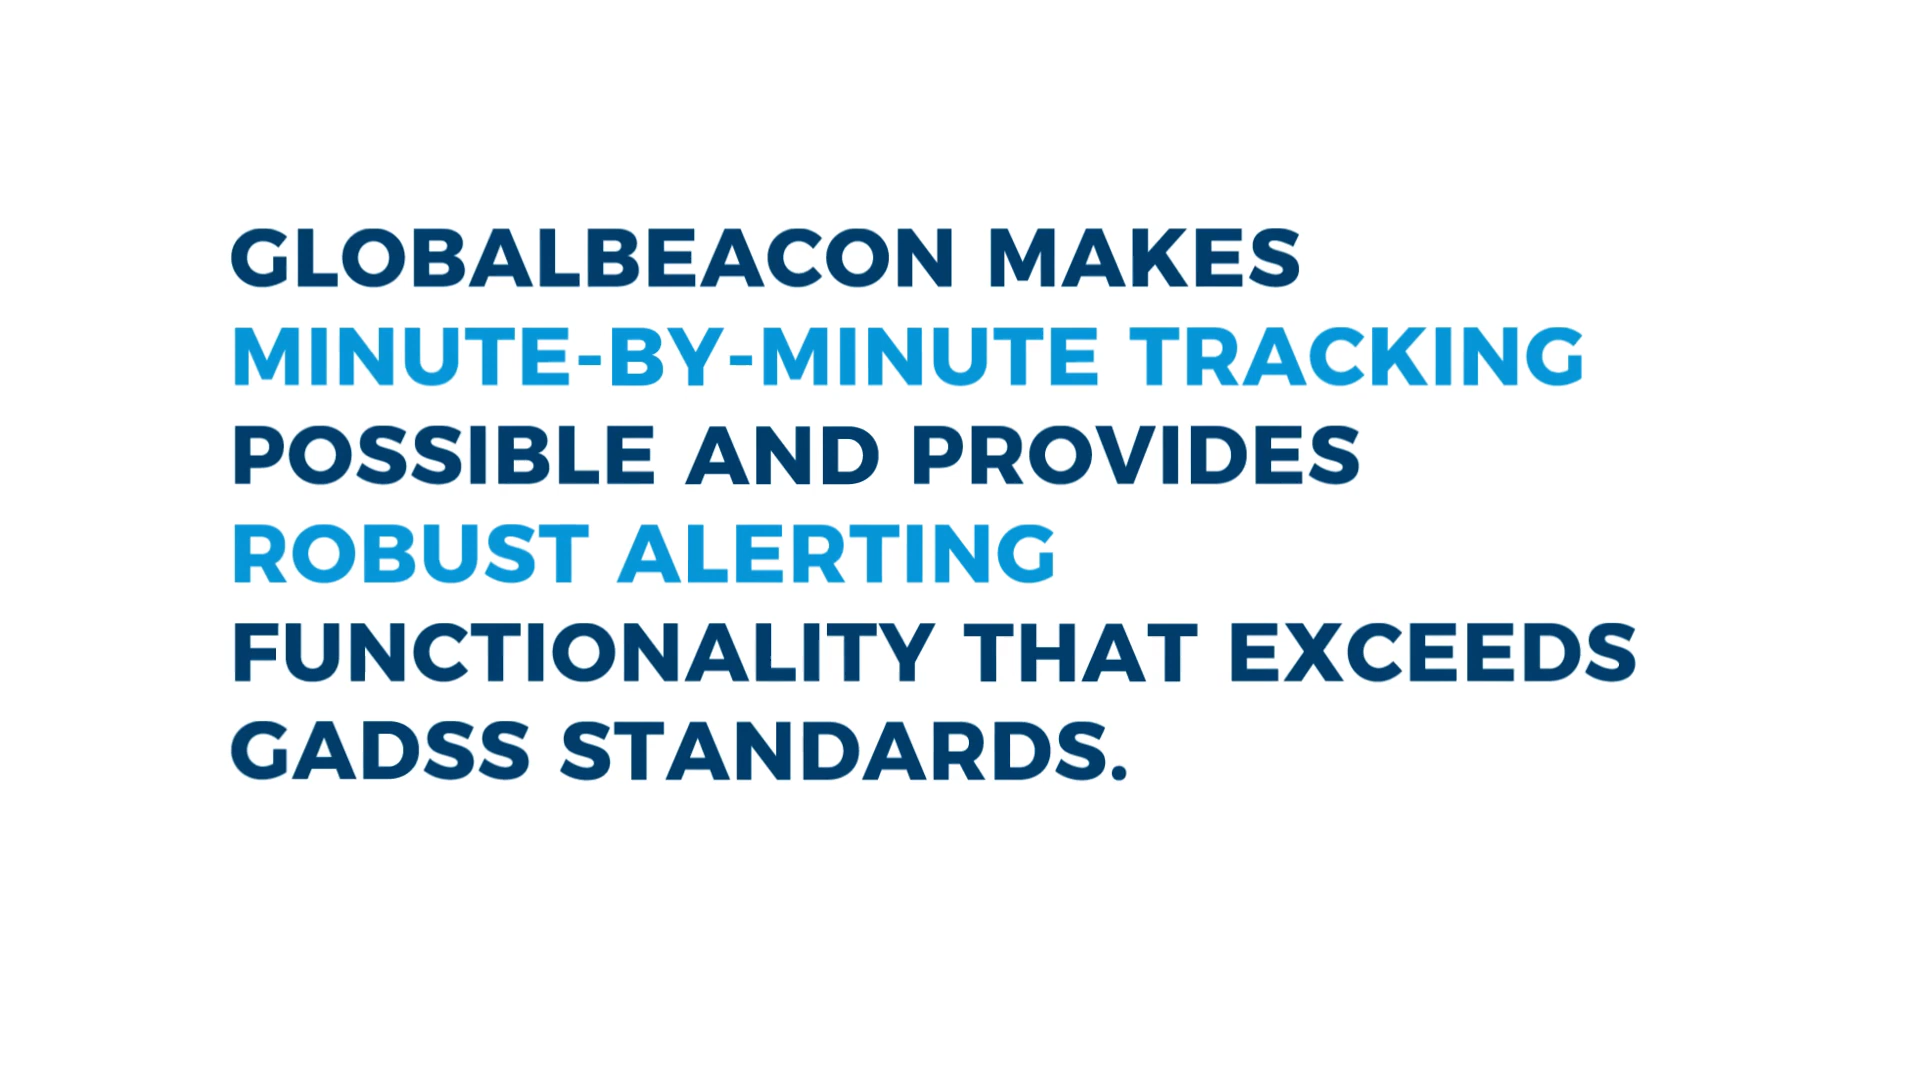 GLOBALBEACON MAKES
MINUTE-BY-MINUTE TRACKING
POSSIBLE AND PROVIDES
ROBUST ALERTING
FUNCTIONALITY THAT EXCEEDS
GADSS STANDARDS.